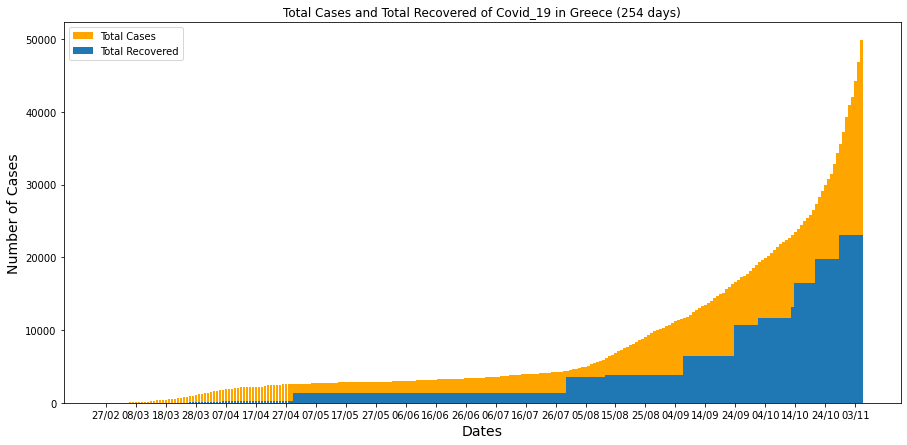 Total Cases and Total Recovered of Covid_19 in Greece (254 days)
Total Cases
Total Recovered
50000
40000
30000
20000
10000
0
Number of Cases
27/02 08/03 18/03 28/03 07/04 17/04 27/04 07/05 17/05 27/05 06/06 16/06 26/06 06/07 16/07 26/07 05/08 15/08 25/08 04/09 14/09 24/09 04/10 14/10 24/10 03/11
Dates